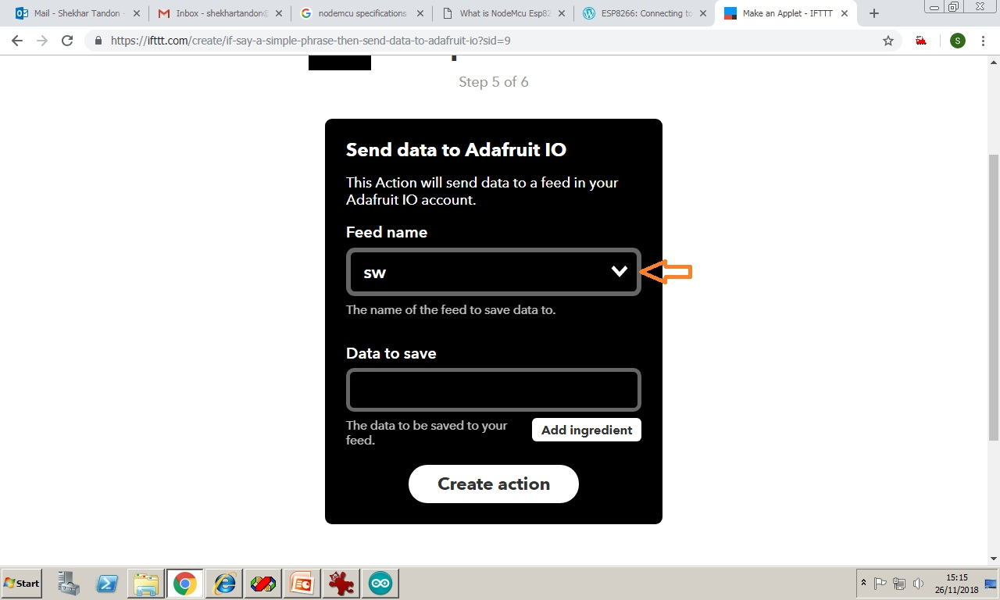 Mail - Shekhar Tandon -
Inbox - shekhartandon@
nodemcu specifications
What is NodeMcu Esp82
ESP8266: Connecting to
Make an Applet - IFTTT
https://ifttt.com/create/if-say-a-simple-phrase-then-send-data-to-adafruit-io?sid=9
S
Step 5 of 6
Send data to Adafruit IO
This Action will send data to a feed in your
Adafruit IO account.
Feed name
sw
The name of the feed to save data to.
Data to save
The data to be saved to your
feed.
Add ingredient
Create action
Start
15:15
26/11/2018